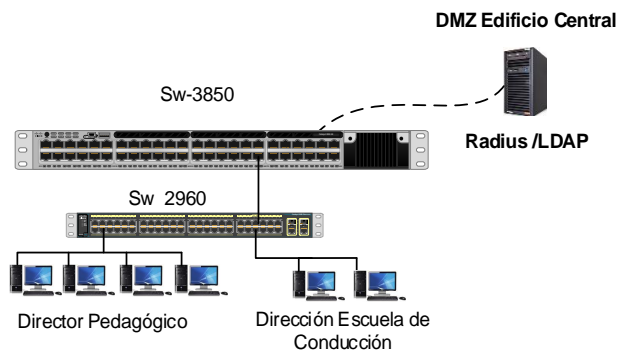 DMZ Edificio Central
Sw-3850
Radius /LDAP
Sw 2960
Director Pedagógico
Dirección Escuela de
Conducción